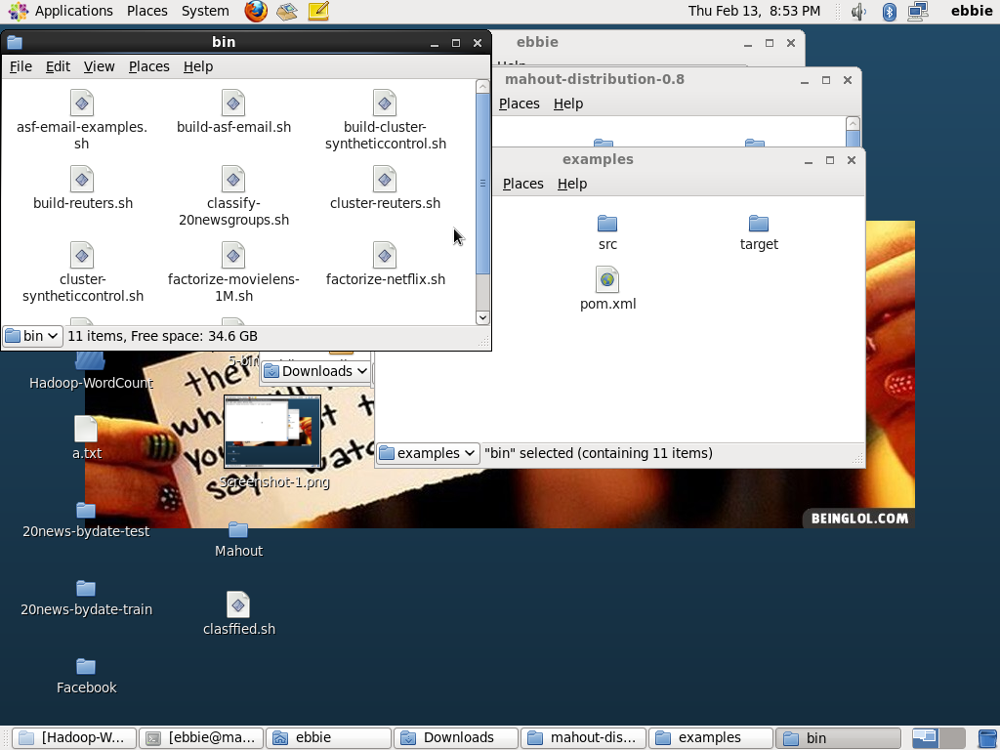 Applications Places System
Thu Feb 13, 8:53 PM
ebbie
bin
File Edit View Places Help
asf-email-examples.
sh
build-asf-email.sh
build-cluster-
syntheticcontrol.sh
build-reuters.sh
classify-
20newsgroups.sh
cluster-reuters.sh
cluster-
syntheticcontrol.sh
factorize-movielens-
1M.sh
factorize-netflix.sh
bin
11 items, Free space: 34.6 GB
ebbie
Help
mahout-distribution-0.8
Places Help
examples
Places Help
src
target
pom.xml
examples
"bin" selected (containing 11 items)
5-bin
Downloads
Hadoop-WordCount
a.txt
Screenshot-1.png
20news-bydate-test
Mahout
20news-bydate-train
clasffied.sh
Facebook
say
BEINGLOL.COM
[Hadoop-W...
[ebbie@ma...
ebbie
Downloads
mahout-dis...
examples
bin